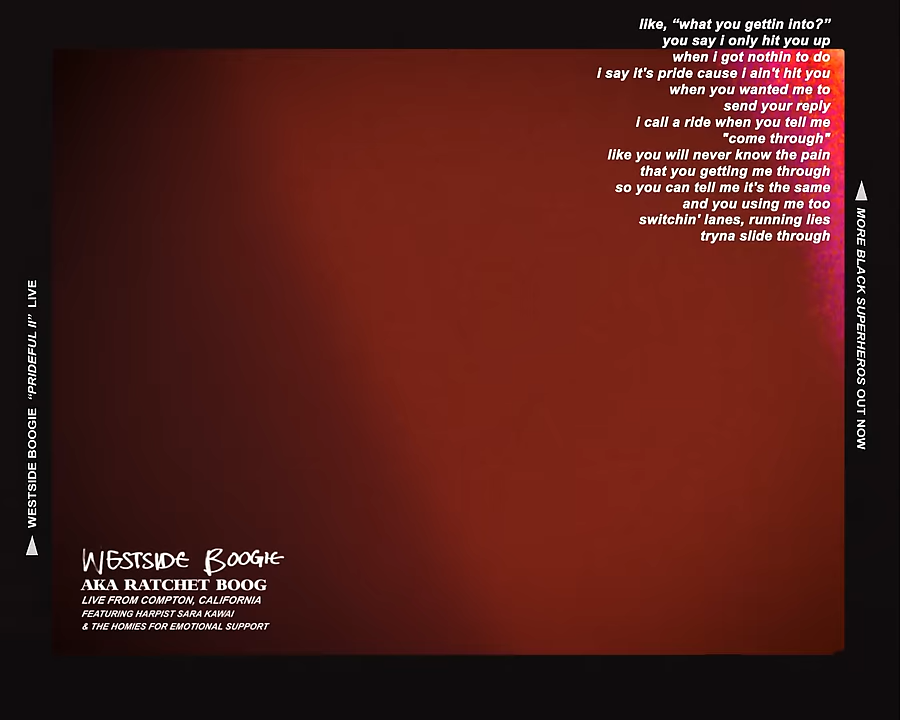 like, “what you gettin into?”
you say i only hit you up
when i got nothin to do
i say it's pride cause I ain't hit you
when you wanted me to
send your reply
i call a ride when you tell me
"come through"
like you will never know the pain
that you getting me through
so you can tell me it's the same
and you using me too
switchin' lanes, running lies
tryna slide through
WESTSIDE BOOGIE “PRIDEFUL II” LIVE
MORE BLACK SUPERHEROS OUT NOW
WESTSIDE BOOGIE
AKA RATCHET BOOG
LIVE FROM COMPTON, CALIFORNIA
FEATURING HARPIST SARA KAWAI
& THE HOMIES FOR EMOTIONAL SUPPORT